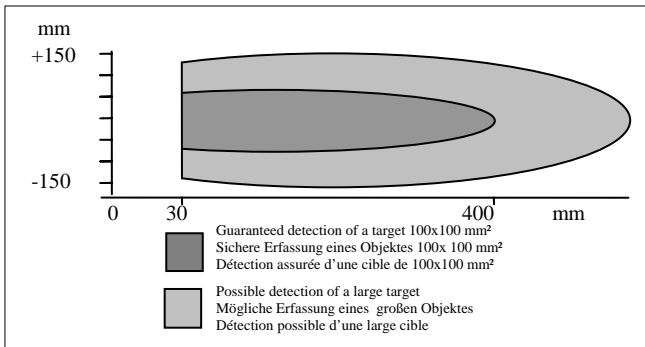 mm
+150
-150
0 30 400 mm
Guaranteed detection of a target 100x100 mm²
Sichere Erfassung eines Objektes 100x 100 mm²
Détection assurée d'une cible de 100x100 mm²
Possible detection of a large target
Mögliche Erfassung eines großen Objektes
Détection possible d'une large cible